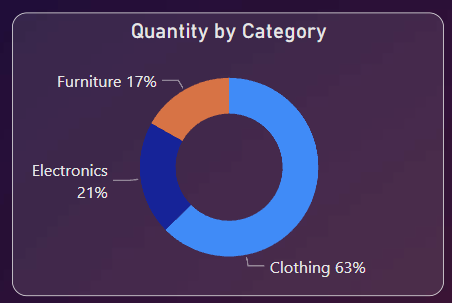 Quantity by Category
Furniture 17%
Electronics
21%
Clothing 63%